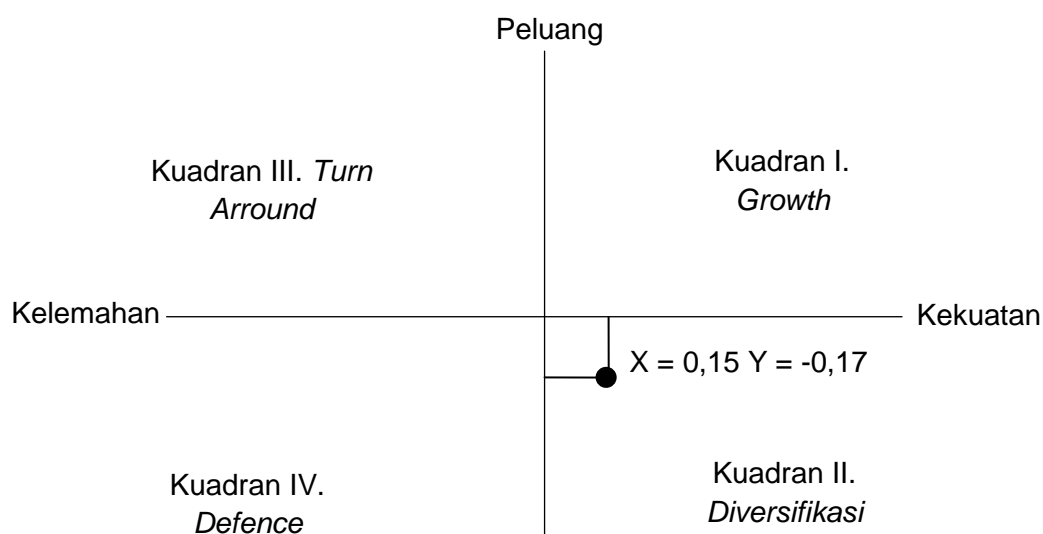 Peluang
Kuadran III. Turn
Arround
Kuadran I.
Growth
Kelemahan
Kekuatan
X = 0,15 Y = -0,17
Kuadran IV.
Defence
Kuadran II.
Diversifikasi